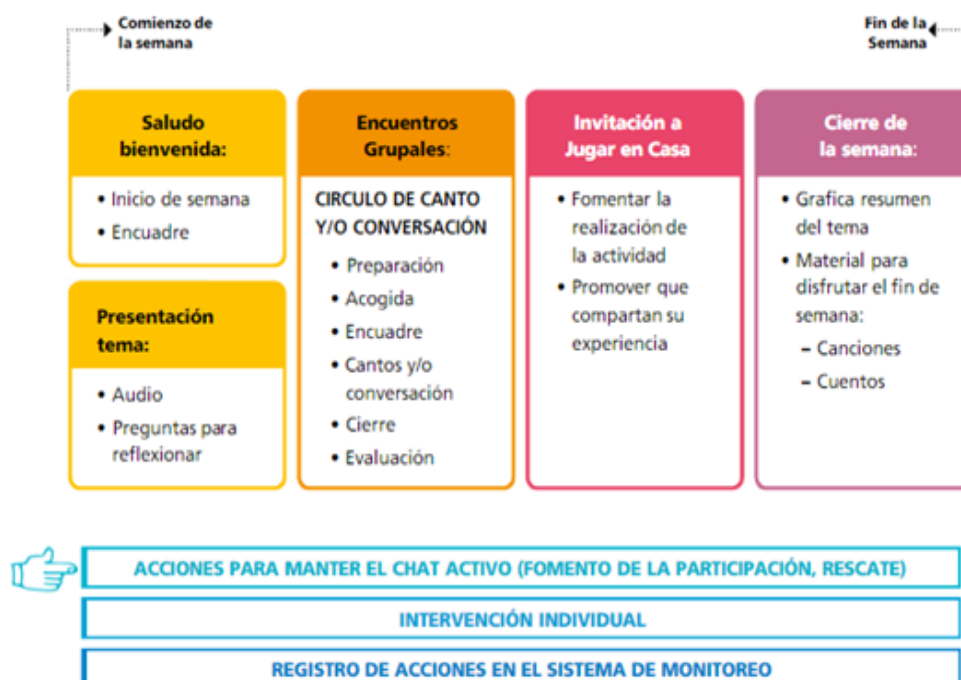 Comienzo de
la semana
Fin de la
Semana
Saludo
bienvenida:
• Inicio de semana
• Encuadre
Presentación
tema:
• Audio
• Preguntas para
reflexionar
Encuentros
Grupales:
CIRCULO DE CANTO
Y/O CONVERSACIÓN
• Preparación
• Acogida
• Encuadre
• Cantos y/o
conversación
• Cierre
• Evaluación
Invitación a
Jugar en Casa
• Fomentar la
realización de
la actividad
• Promover que
compartan su
experiencia
Cierre de
la semana:
• Grafica resumen
del tema
• Material para
disfrutar el fin de
semana:
– Canciones
– Cuentos
ACCIONES PARA MANTER EL CHAT ACTIVO (FOMENTO DE LA PARTICIPACIÓN, RESCATE)
INTERVENCIÓN INDIVIDUAL
REGISTRO DE ACCIONES EN EL SISTEMA DE MONITOREO